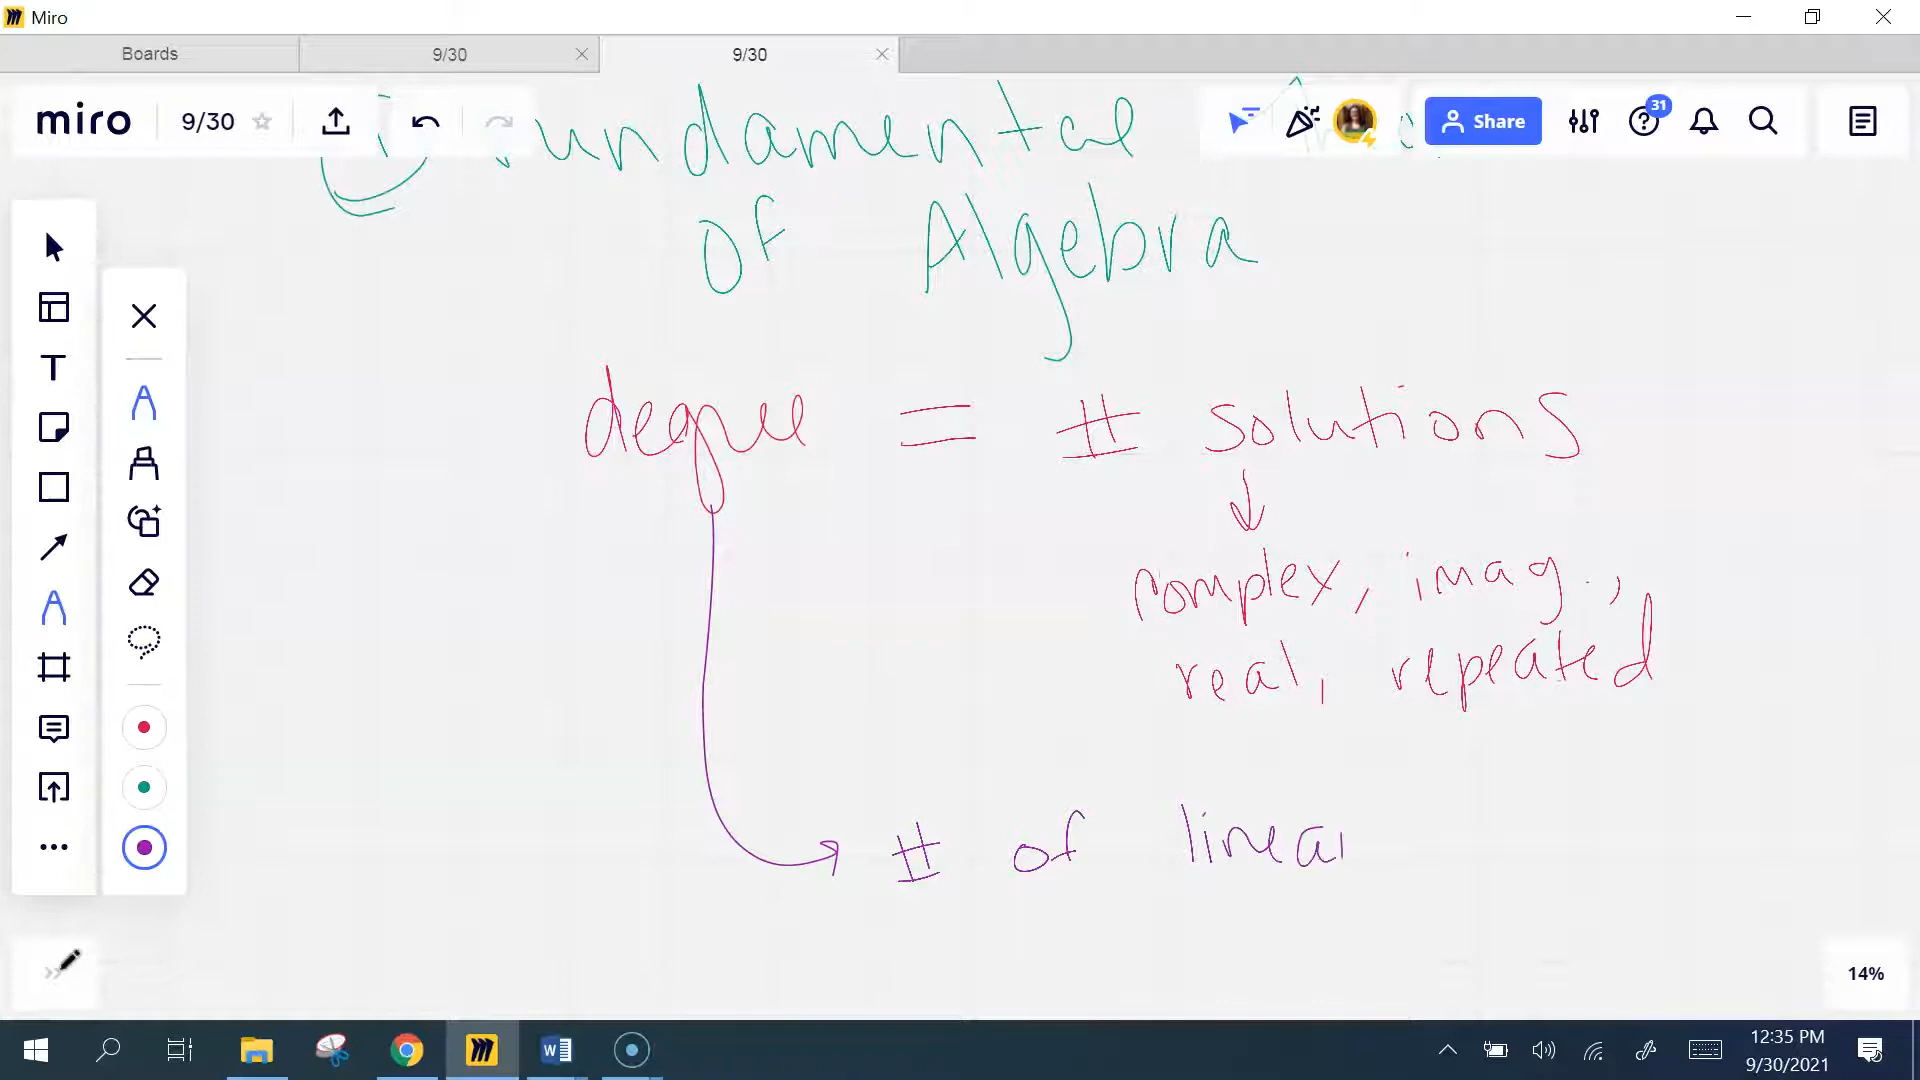 Miro
Boards
9/30
9/30
miro
9/30
Share
31
Fundamental
of Algebra
degree = # solutions
complex, imag.,
real, repeated
# of linear
14%
12:35 PM
9/30/2021